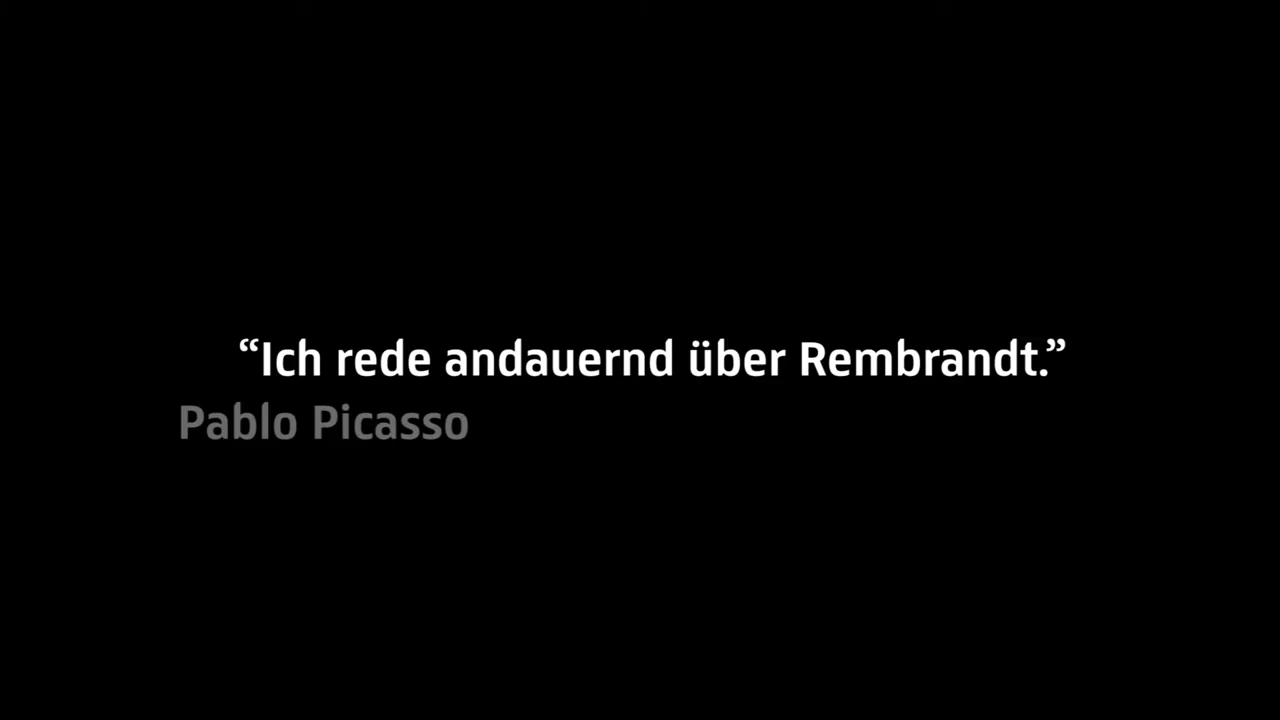 “Ich rede andauernd über Rembrandt.”
Pablo Picasso